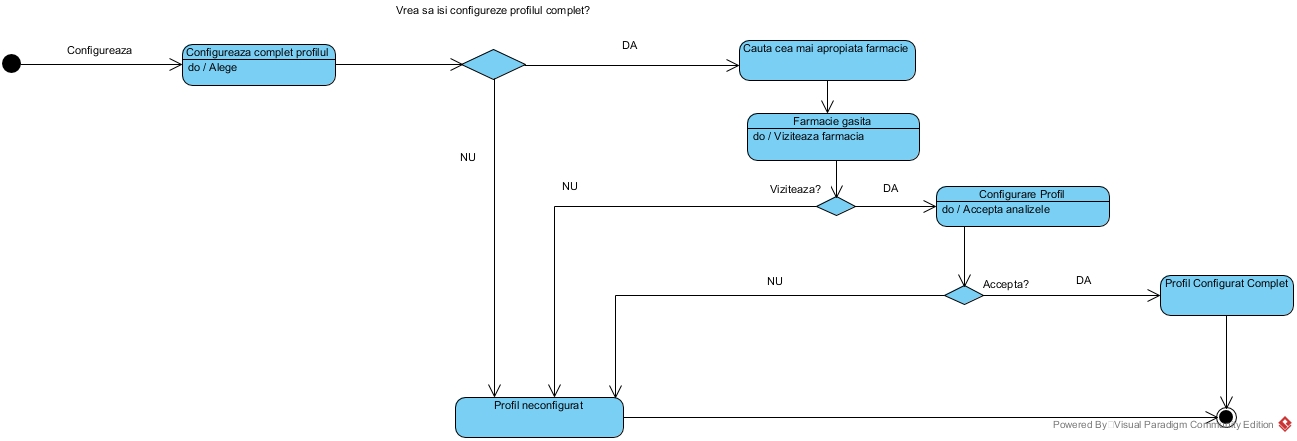 Vrea sa isi configureze profilul complet?
Configureaza
Configureaza complet profilul
do / Alege
DA
Cauta cea mai apropiata farmacie
Farmacie gasita
do / Viziteaza farmacia
NU
NU
Viziteaza?
DA
Configurare Profil
do / Accepta analizele
NU
Accepta?
DA
Profil Configurat Complet
Profil neconfigurat
Powered By Visual Paradigm Community Edition